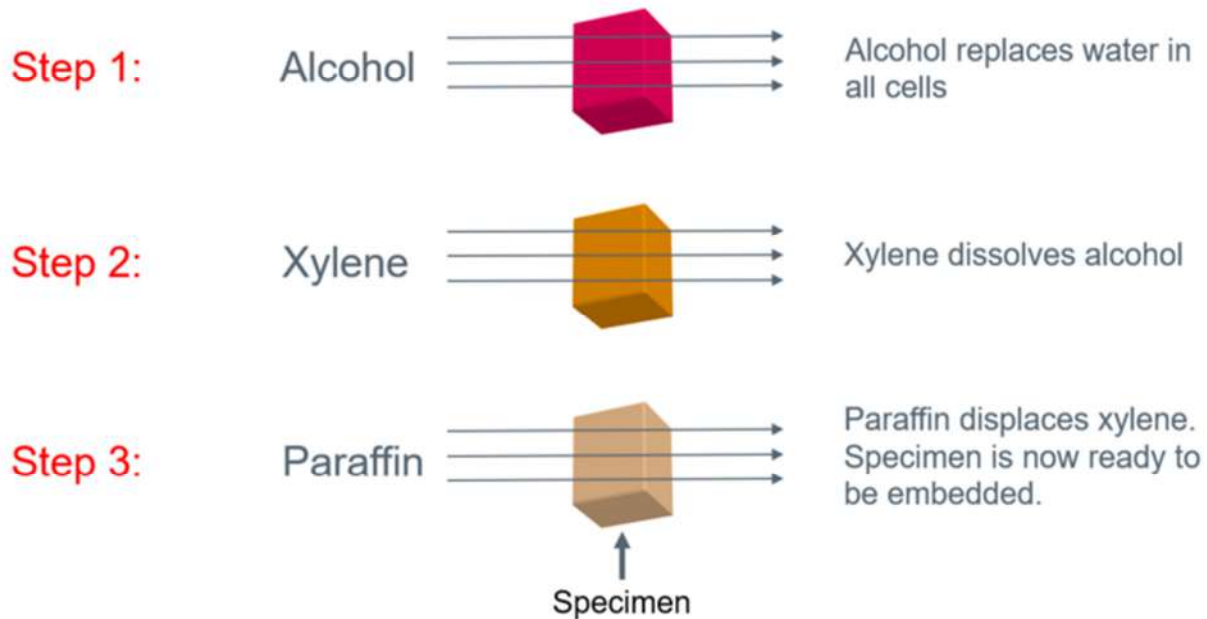 Step 1:
Alcohol
Alcohol replaces water in
all cells
Step 2:
Xylene
Xylene dissolves alcohol
Step 3:
Paraffin
Paraffin displaces xylene.
Specimen is now ready to
be embedded.
Specimen